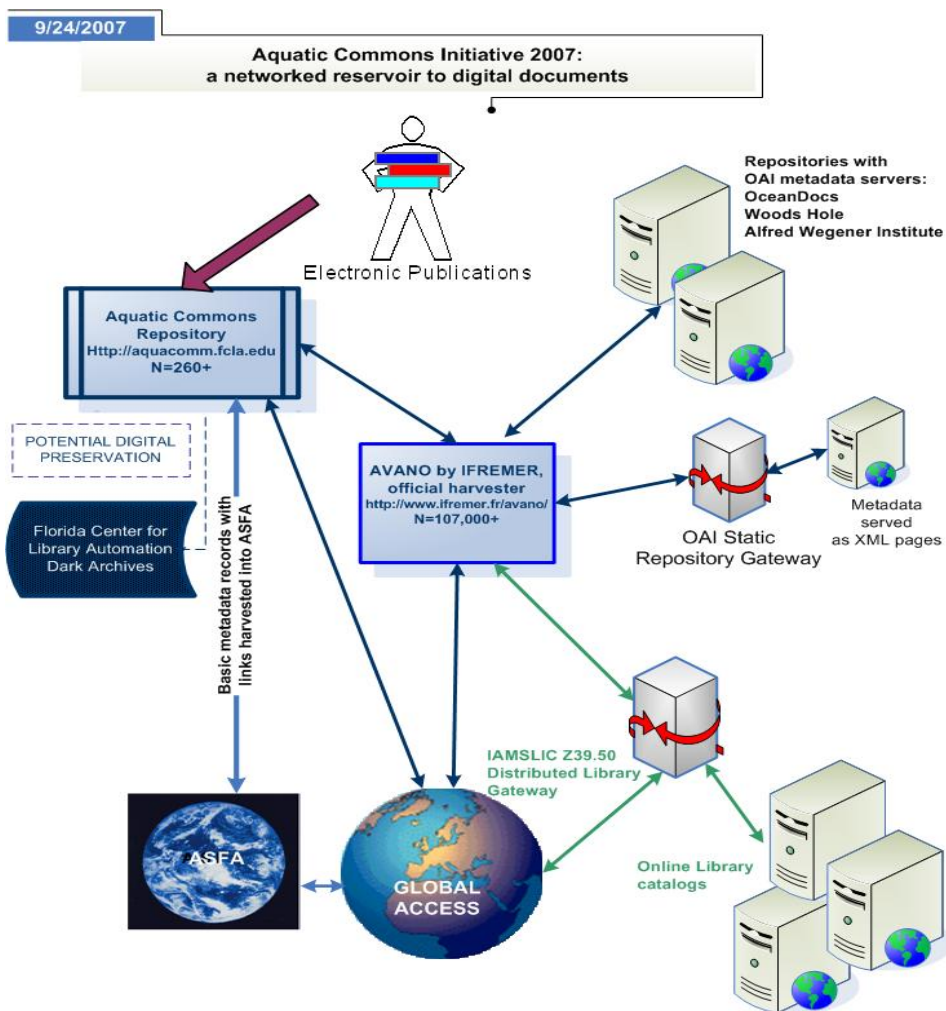 9/24/2007
Aquatic Commons Initiative 2007:
a networked reservoir to digital documents
Electronic Publications
Repositories with
OAI metadata servers:
OceanDocs
Woods Hole
Alfred Wegener Institute
Aquatic Commons
Repository
Http://aquacomm.fcla.edu
N=260+
POTENTIAL DIGITAL
PRESERVATION
Florida Center for
Library Automation
Dark Archives
Basic metadata records with
links harvested into ASFA
AVANO by IFREMER,
official harvester
http://www.ifremer.fr/avano/
N=107,000+
OAI Static
Repository Gateway
Metadata
served
as XML pages
IAMSLIC Z39.50
Distributed Library
Gateway
Online Library
catalogs
ASFA
GLOBAL
ACCESS